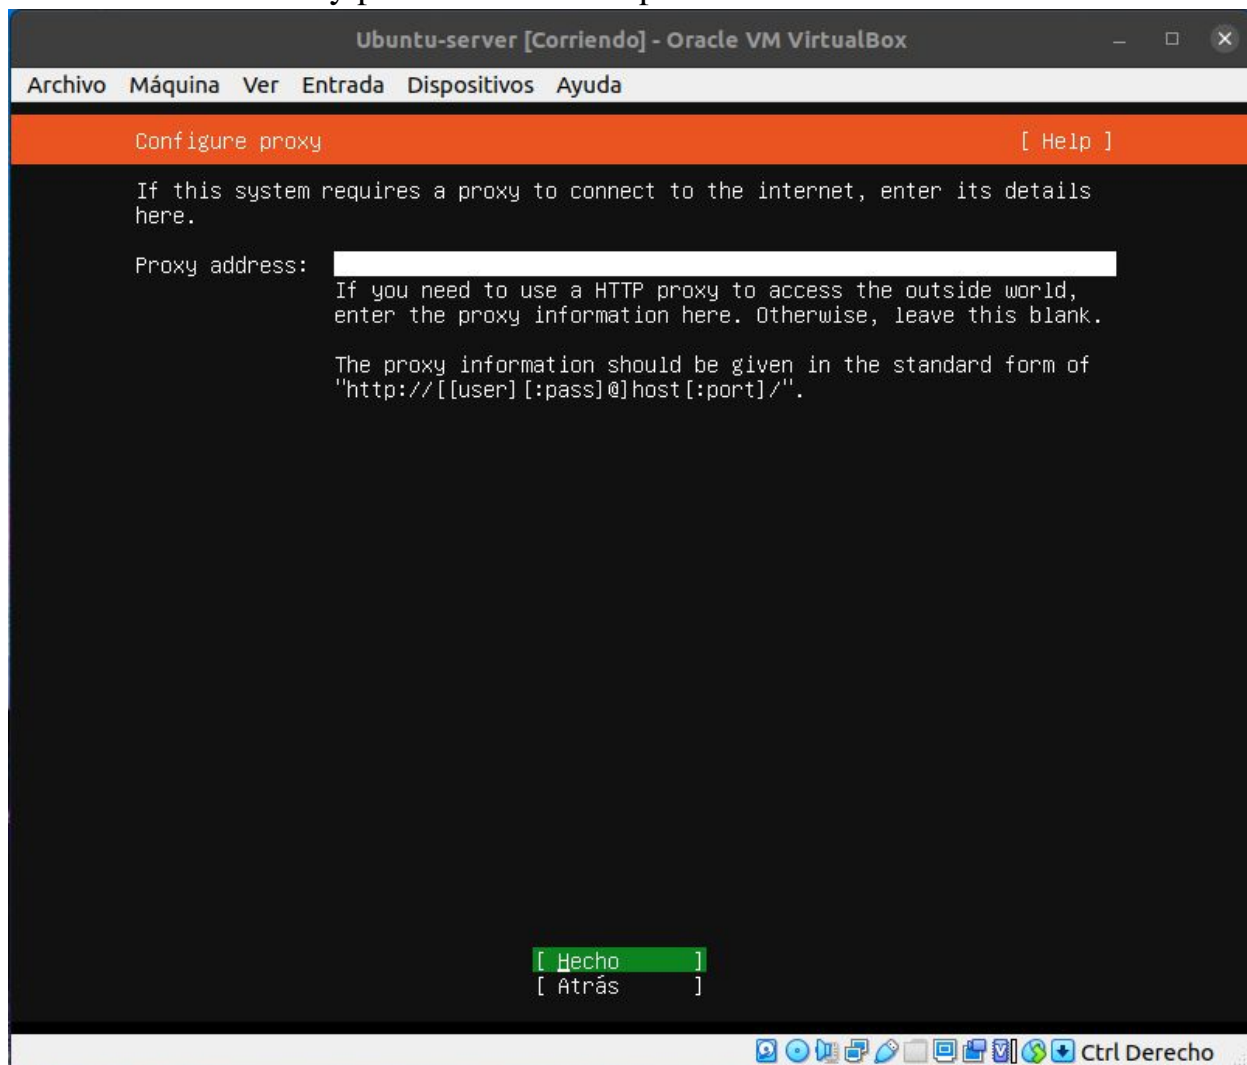 Ubuntu-server [Corriendo] - Oracle VM VirtualBox
Archivo Máquina Ver Entrada Dispositivos Ayuda
Configure proxy [ Help ]
If this system requires a proxy to connect to the internet, enter its details
here.
Proxy address:
If you need to use a HTTP proxy to access the outside world,
enter the proxy information here. Otherwise, leave this blank.
The proxy information should be given in the standard form of
"http://[[user][:pass]@]host[:port]/".
[ Hecho ]
[ Atrás ]
Ctrl Derecho